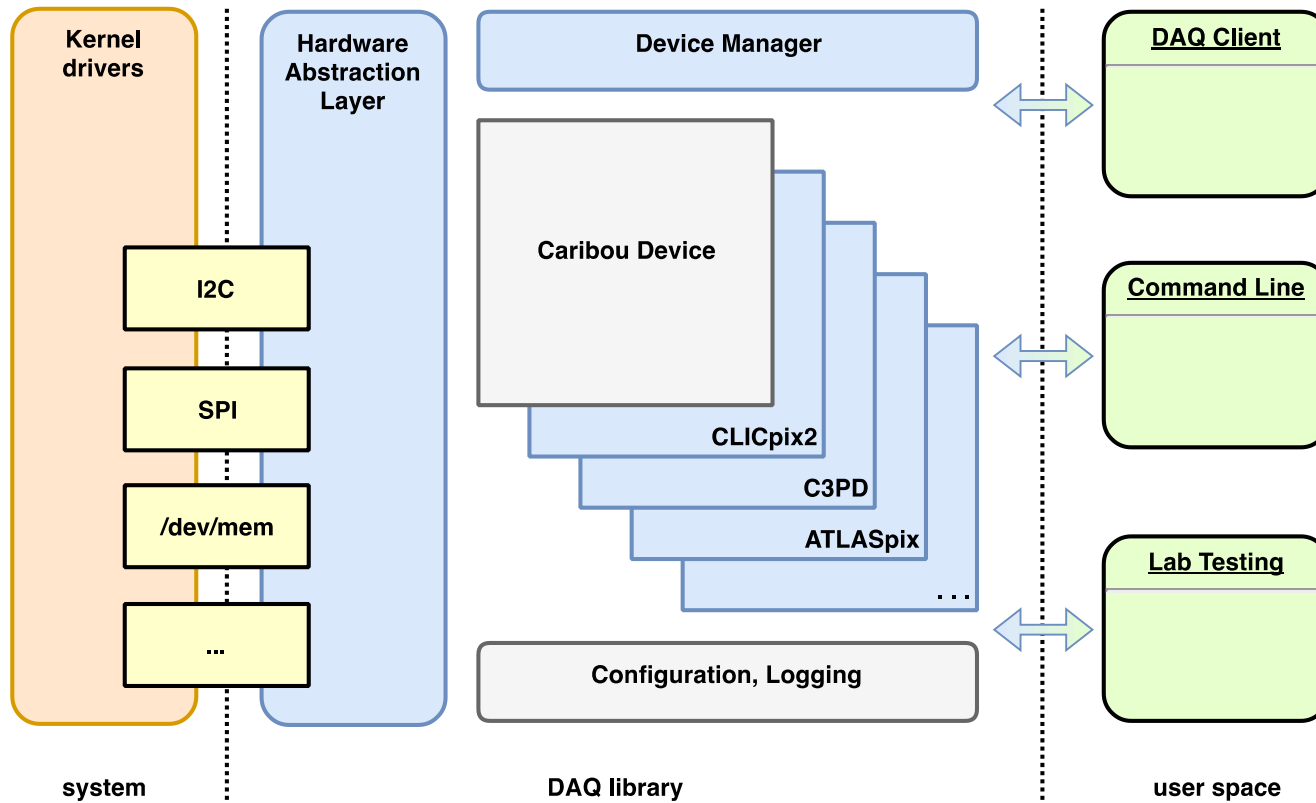 Kernel
drivers
Hardware
Abstraction
Layer
Device Manager
DAQ Client
Caribou Device
I2C
Command Line
SPI
CLICpix2
C3PD
/dev/mem
ATLASpix
Lab Testing
...
...
Configuration, Logging
system
DAQ library
user space